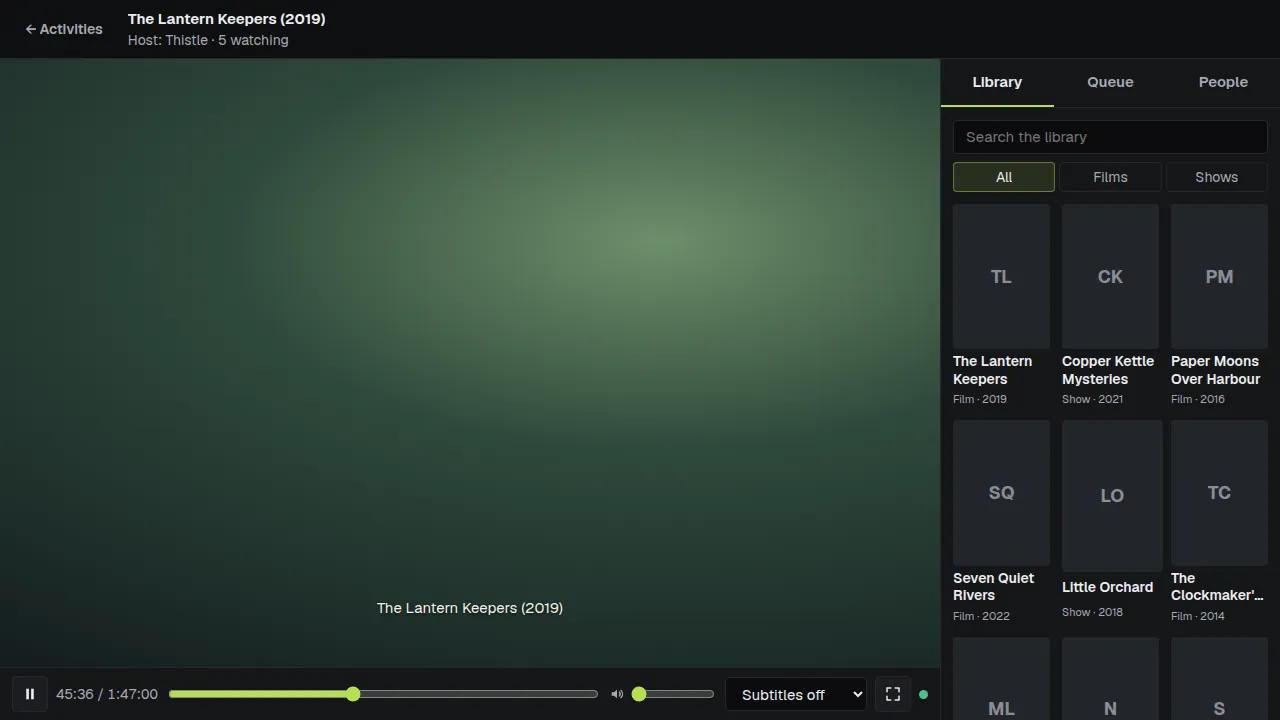 ← Activities
The Lantern Keepers (2019)
Host: Thistle · 5 watching
The Lantern Keepers (2019)
45:36 / 1:47:00
Subtitles off
Library
Queue
People
Search the library
All
Films
Shows
TL
CK
PM
The Lantern
Keepers
Film · 2019
Copper Kettle
Mysteries
Show · 2021
Paper Moons
Over Harbour
Film · 2016
SQ
LO
TC
Seven Quiet
Rivers
Film · 2022
Little Orchard
Show · 2018
The
Clockmaker'...
Film · 2014
ML
N
S